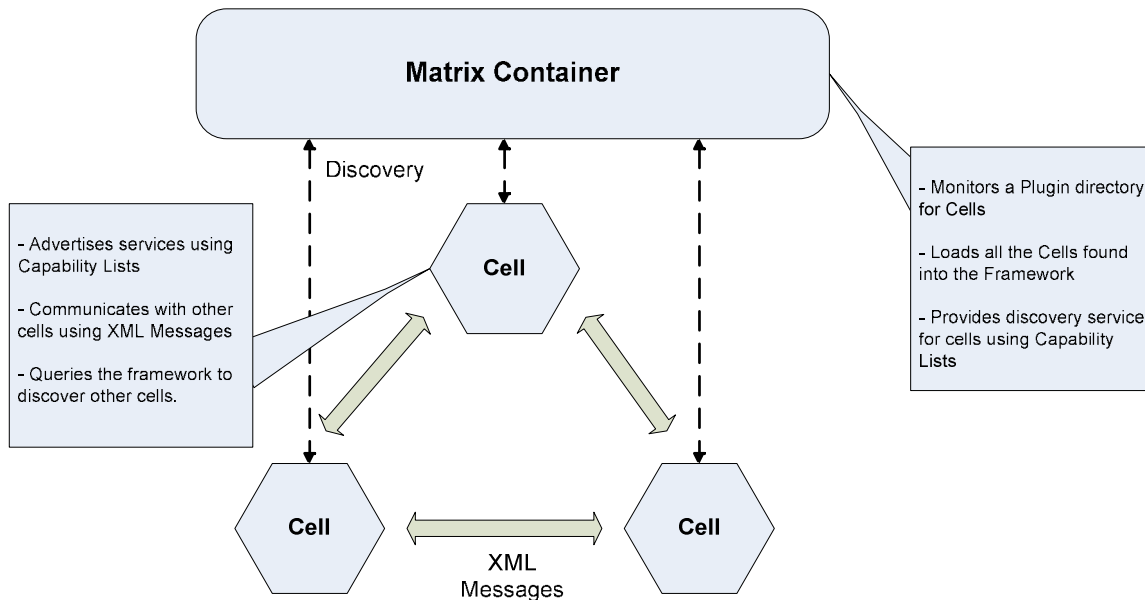 Matrix Container
Discovery
- Monitors a Plugin directory
for Cells
- Loads all the Cells found
into the Framework
- Provides discovery service
for cells using Capability
Lists
- Advertises services using
Capability Lists
- Communicates with other
cells using XML Messages
- Queries the framework to
discover other cells.
Cell
Cell
Cell
XML
Messages